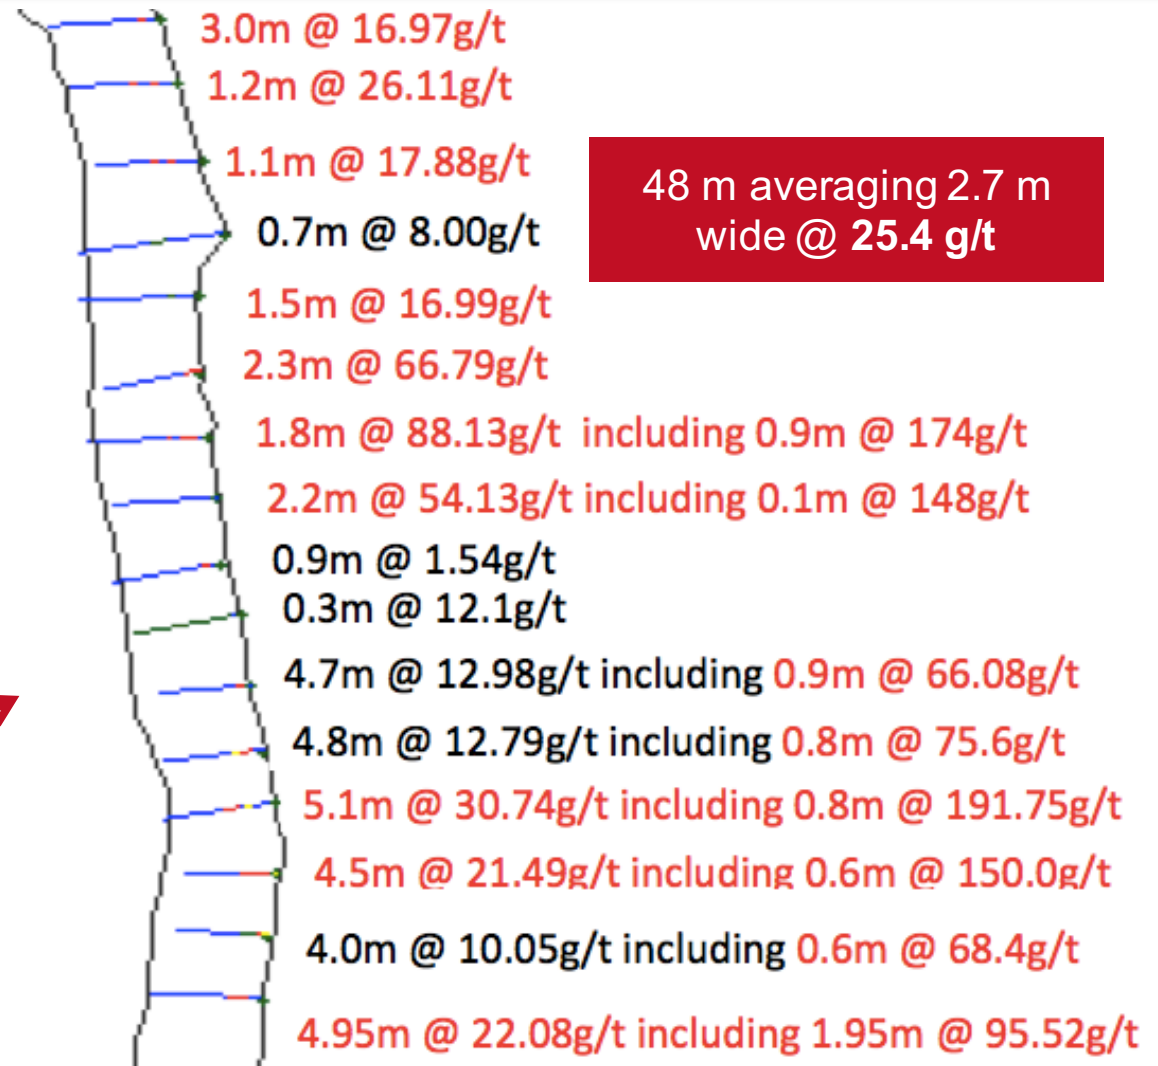 3.0m @ 16.97g/t
1.2m @ 26.11g/t
1.1m @ 17.88g/t
48 m averaging 2.7 m
wide @ 25.4 g/t
0.7m @ 8.00g/t
1.5m @ 16.99g/t
2.3m @ 66.79g/t
1.8m @ 88.13g/t including 0.9m @ 174g/t
2.2m @ 54.13g/t including 0.1m @ 148g/t
0.9m @ 1.54g/t
0.3m @ 12.1g/t
4.7m @ 12.98g/t including 0.9m @ 66.08g/t
4.8m @ 12.79g/t including 0.8m @ 75.6g/t
5.1m @ 30.74g/t including 0.8m @ 191.75g/t
4.5m @ 21.49g/t including 0.6m @ 150.0g/t
4.0m @ 10.05g/t including 0.6m @ 68.4g/t
4.95m @ 22.08g/t including 1.95m @ 95.52g/t